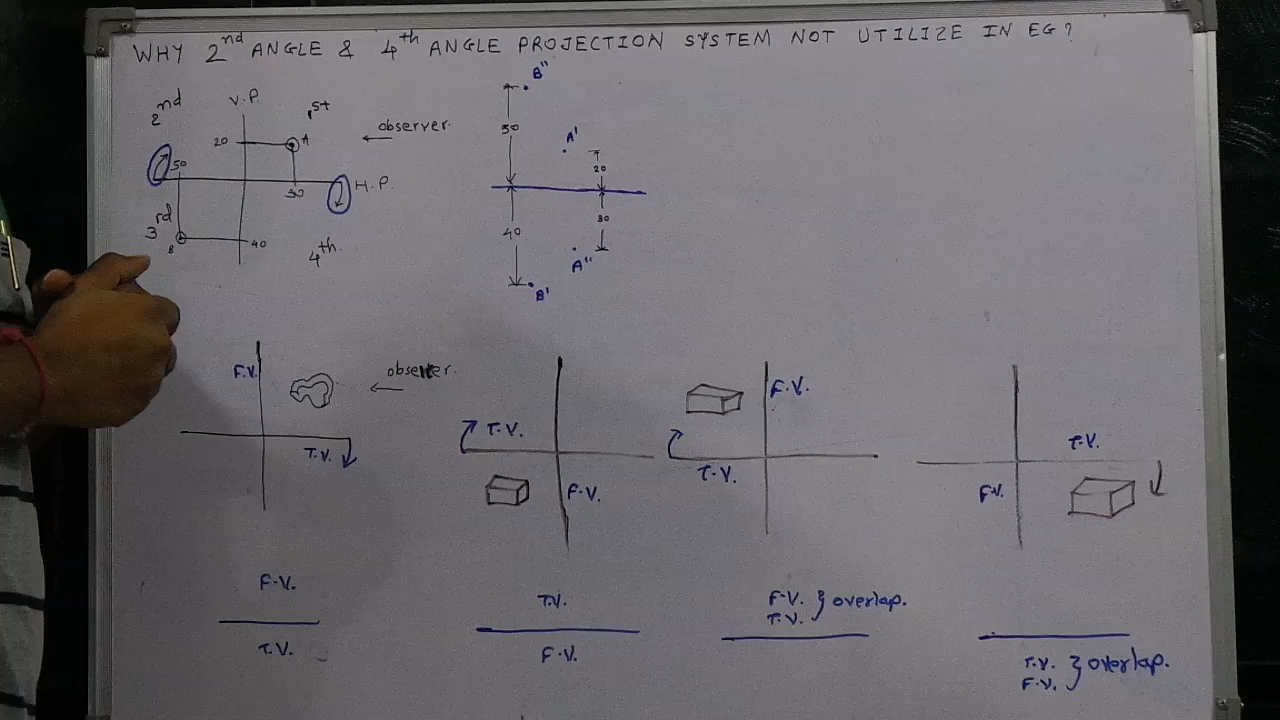 WHY 2nd ANGLE & 4th ANGLE PROJECTION SYSTEM NOT UTILIZE IN EG?
2nd
V.P.
1st
observer
20
A
50
30
H.P.
3rd
B
40
4th
B"
50
A'
20
40
30
A"
B'
F.V.
observer
T.V.
T.V.
F.V.
F.V.
T.V.
T.V.
F.V.
F.V.
T.V.
T.V.
F.V.
F.V. } overlap.
T.V.
T.V. } overlap.
F.V.